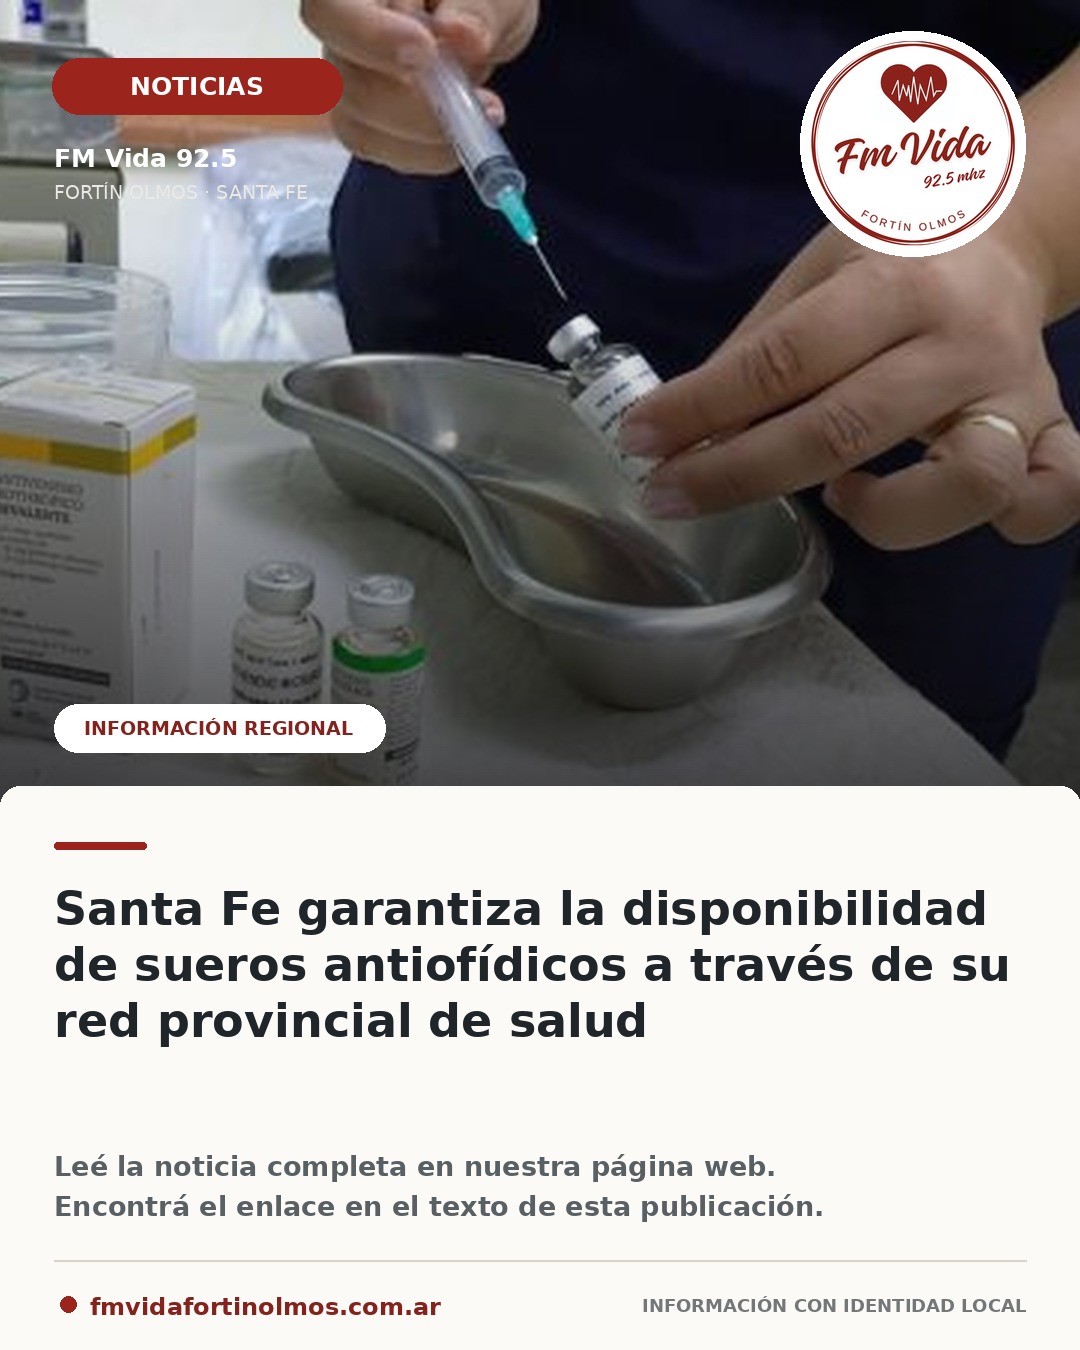 NOTICIAS
FM Vida 92.5
FORTÍN OLMOS · SANTA FE
Fm Vida
92.5 mhz
FORTÍN OLMOS
INFORMACIÓN REGIONAL
Santa Fe garantiza la disponibilidad
de sueros antiofídicos a través de su
red provincial de salud
Leé la noticia completa en nuestra página web.
Encontrá el enlace en el texto de esta publicación.
fmvidafortinolmos.com.ar
INFORMACIÓN CON IDENTIDAD LOCAL